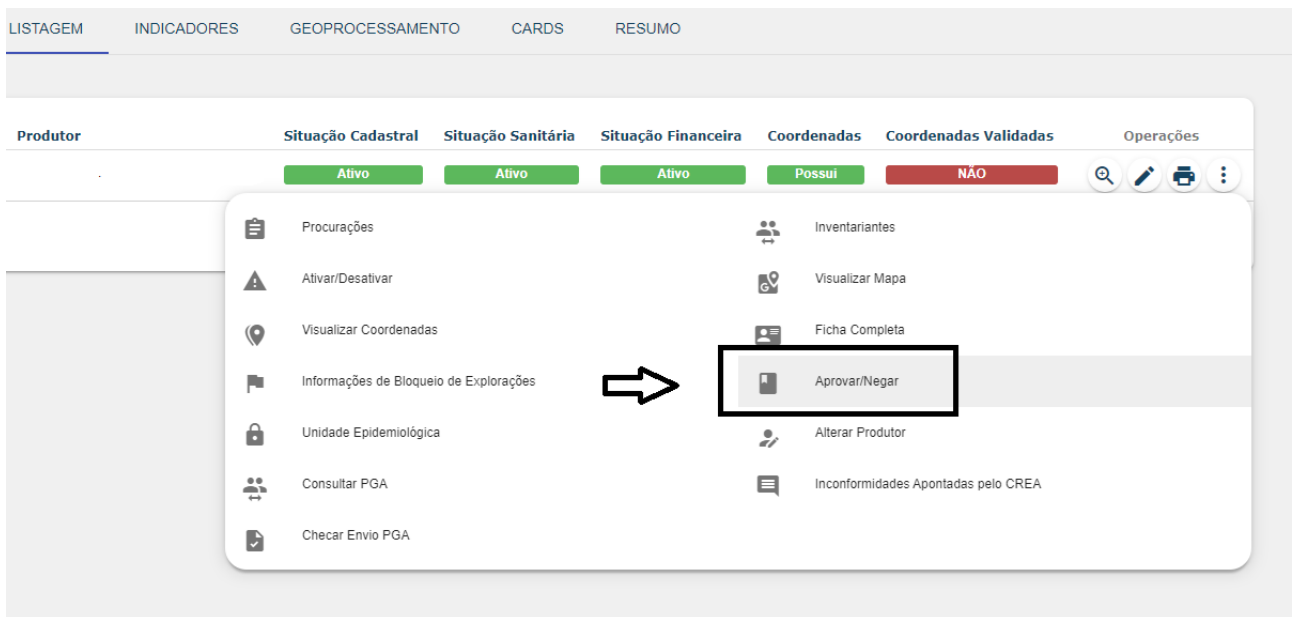 LISTAGEM INDICADORES GEOPROCESSAMENTO CARDS RESUMO
Produtor Situação Cadastral Situação Sanitária Situação Financeira Coordenadas Coordenadas Validadas Operações
. Ativo Ativo Ativo Possui NÃO
Procurações Inventariantes
Ativar/Desativar Visualizar Mapa
Visualizar Coordenadas Ficha Completa
Informações de Bloqueio de Explorações Aprovar/Negar
Unidade Epidemiológica Alterar Produtor
Consultar PGA Inconformidades Apontadas pelo CREA
Checar Envio PGA